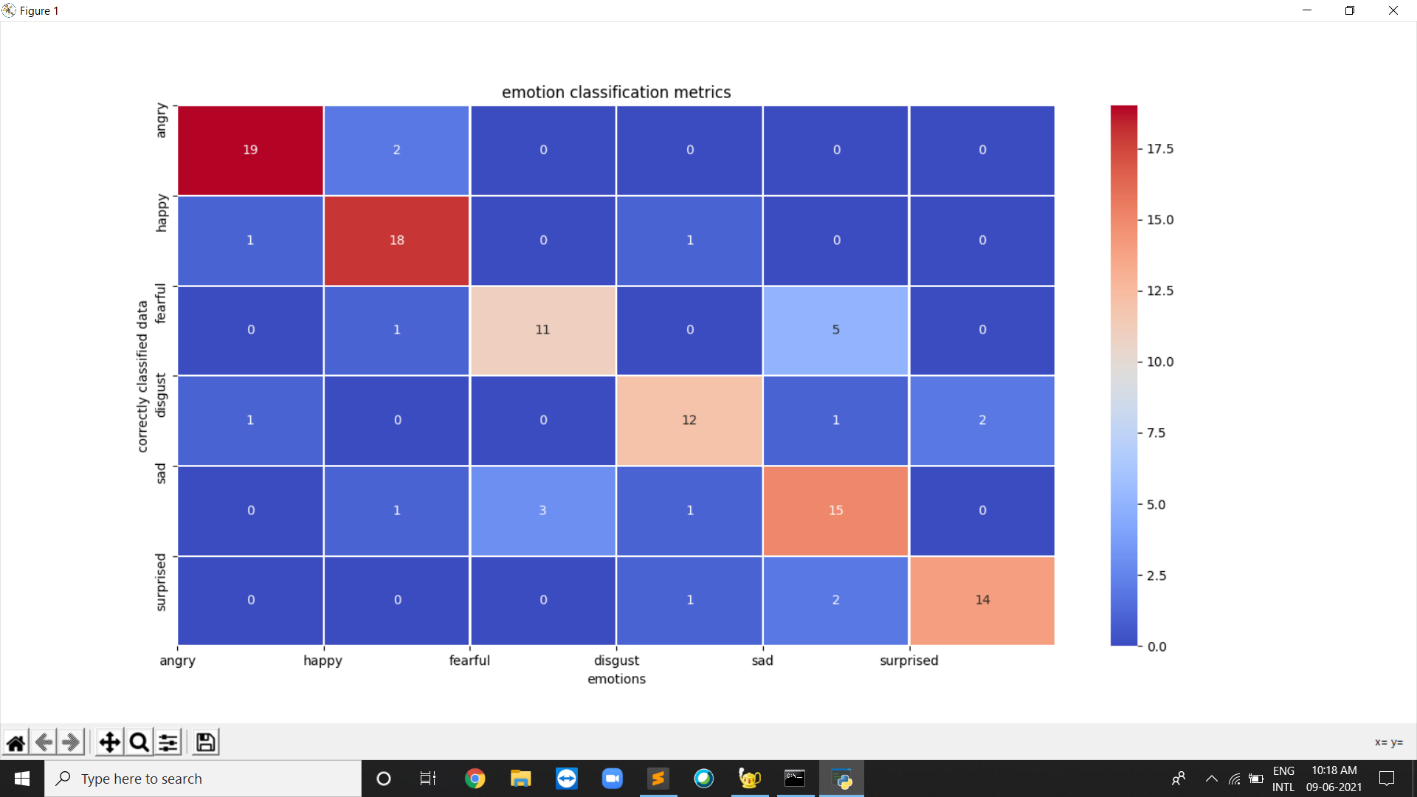 Figure 1
emotion classification metrics
angry
19 2 0 0 0 0
happy
1 18 0 1 0 0
fearful
0 1 11 0 5 0
disgust
1 0 0 12 1 2
sad
0 1 3 1 15 0
surprised
0 0 0 1 2 14
correctly classified data
angry happy fearful disgust sad surprised
emotions
17.5
15.0
12.5
10.0
7.5
5.0
2.5
0.0
x= y=
Type here to search
ENG
INTL
10:18 AM
09-06-2021